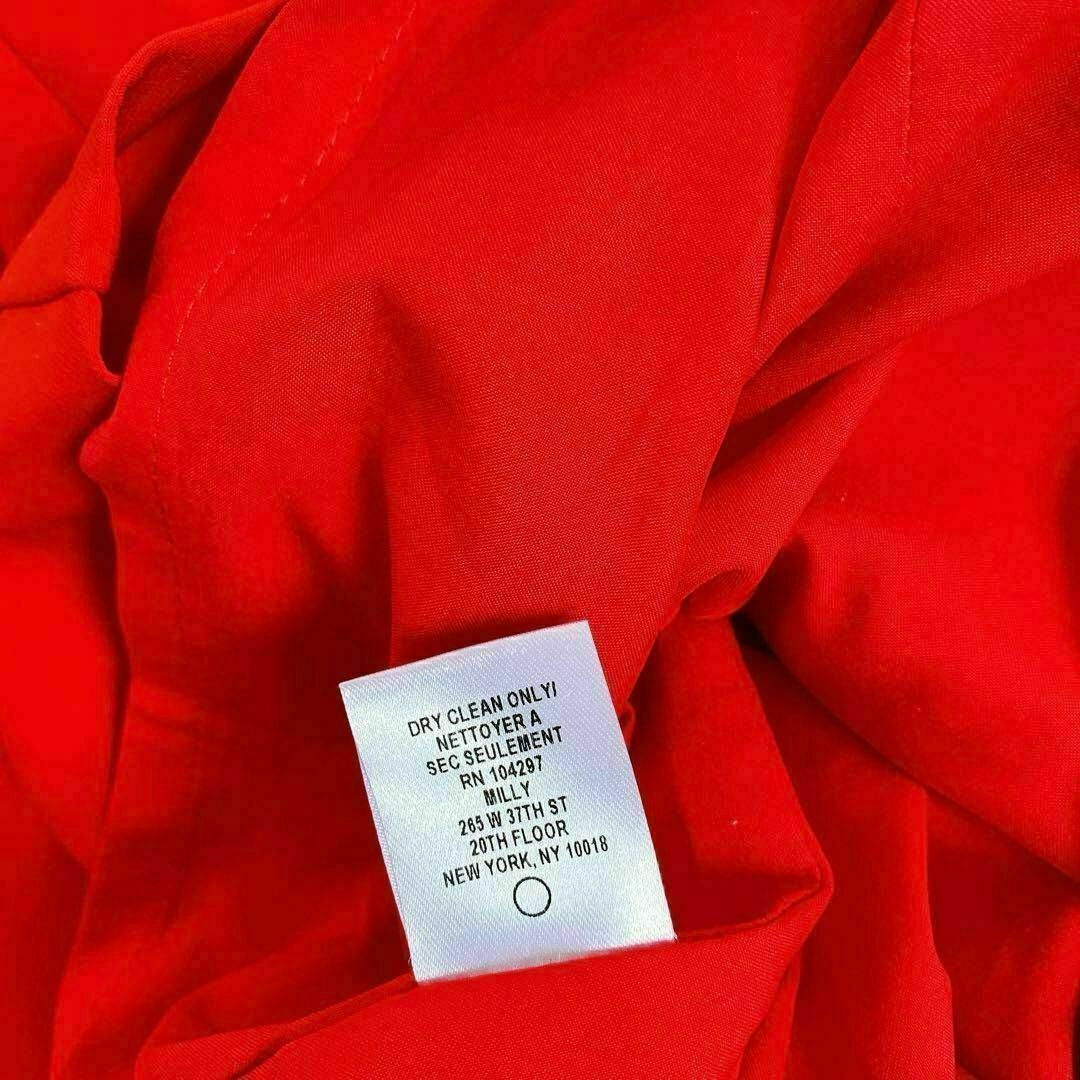 DRY CLEAN ONLY/
NETTOYER A
SEC SEULEMENT
RN 104297
MILLY
265 W 37TH ST
20TH FLOOR
NEW YORK, NY 10018